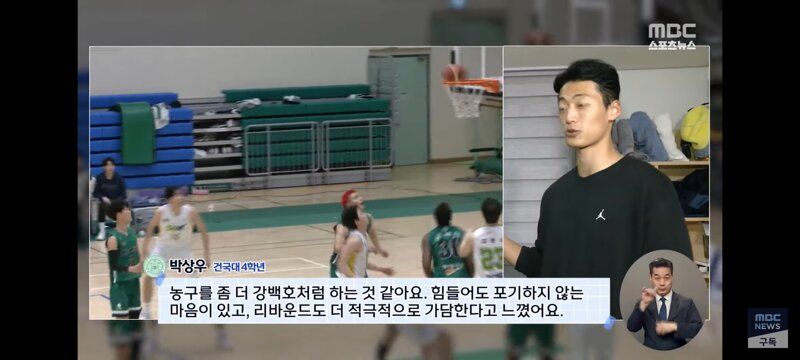 MBC
스포츠뉴스
박상우 건국대 4학년
농구를 좀 더 강백호처럼 하는 것 같아요. 힘들어도 포기하지 않는
마음이 있고, 리바운드도 더 적극적으로 가담한다고 느꼈어요.
MBC
NEWS
구독